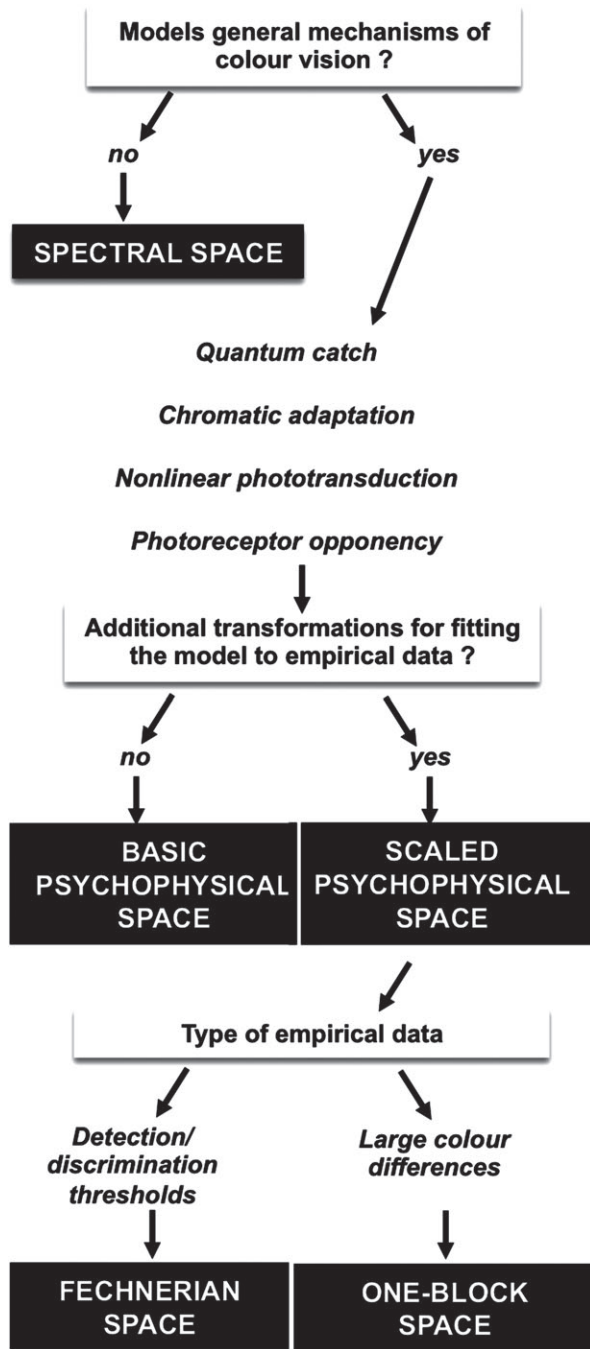 Models general mechanisms of
colour vision ?
no
yes
SPECTRAL SPACE
Quantum catch
Chromatic adaptation
Nonlinear phototransduction
Photoreceptor opponency
Additional transformations for fitting
the model to empirical data ?
no
yes
BASIC
PSYCHOPHYSICAL
SPACE
SCALED
PSYCHOPHYSICAL
SPACE
Type of empirical data
Detection/
discrimination
thresholds
Large colour
differences
FECHNERIAN
SPACE
ONE-BLOCK
SPACE